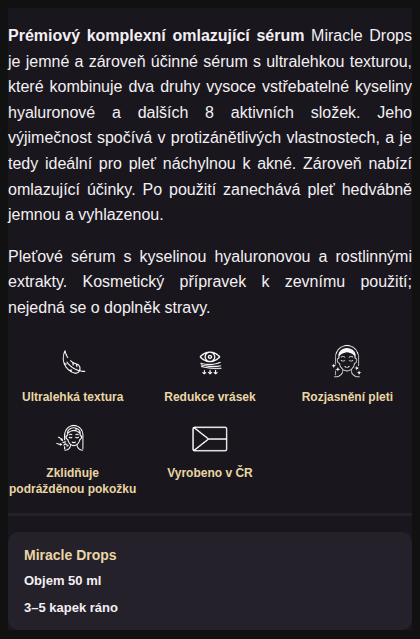 Prémiový komplexní omlazující sérum Miracle Drops
je jemné a zároveň účinné sérum s ultralehkou texturou,
které kombinuje dva druhy vysoce vstřebatelné kyseliny
hyaluronové a dalších 8 aktivních složek. Jeho
výjimečnost spočívá v protizánětlivých vlastnostech, a je
tedy ideální pro pleť náchylnou k akné. Zároveň nabízí
omlazující účinky. Po použití zanechává pleť hedvábně
jemnou a vyhlazenou.
Pleťové sérum s kyselinou hyaluronovou a rostlinnými
extrakty. Kosmetický přípravek k zevnímu použití;
nejedná se o doplněk stravy.
Ultralehká textura
Redukce vrásek
Rozjasnění pleti
Zklidňuje
podrážděnou pokožku
Vyrobeno v ČR
Miracle Drops
Objem 50 ml
3–5 kapek ráno